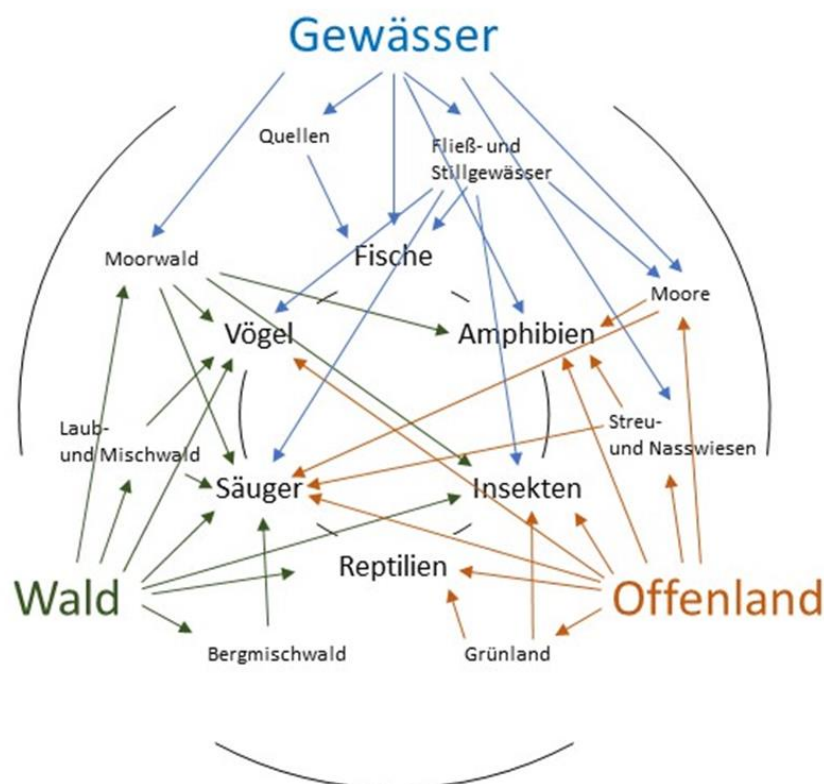 Gewässer
Quellen
Fließ- und
Stillgewässer
Fische
Moorwald
Moore
Vögel
Amphibien
Laub-
und Mischwald
Streu-
und Nasswiesen
Säuger
Insekten
Reptilien
Wald
Offenland
Bergmischwald
Grünland